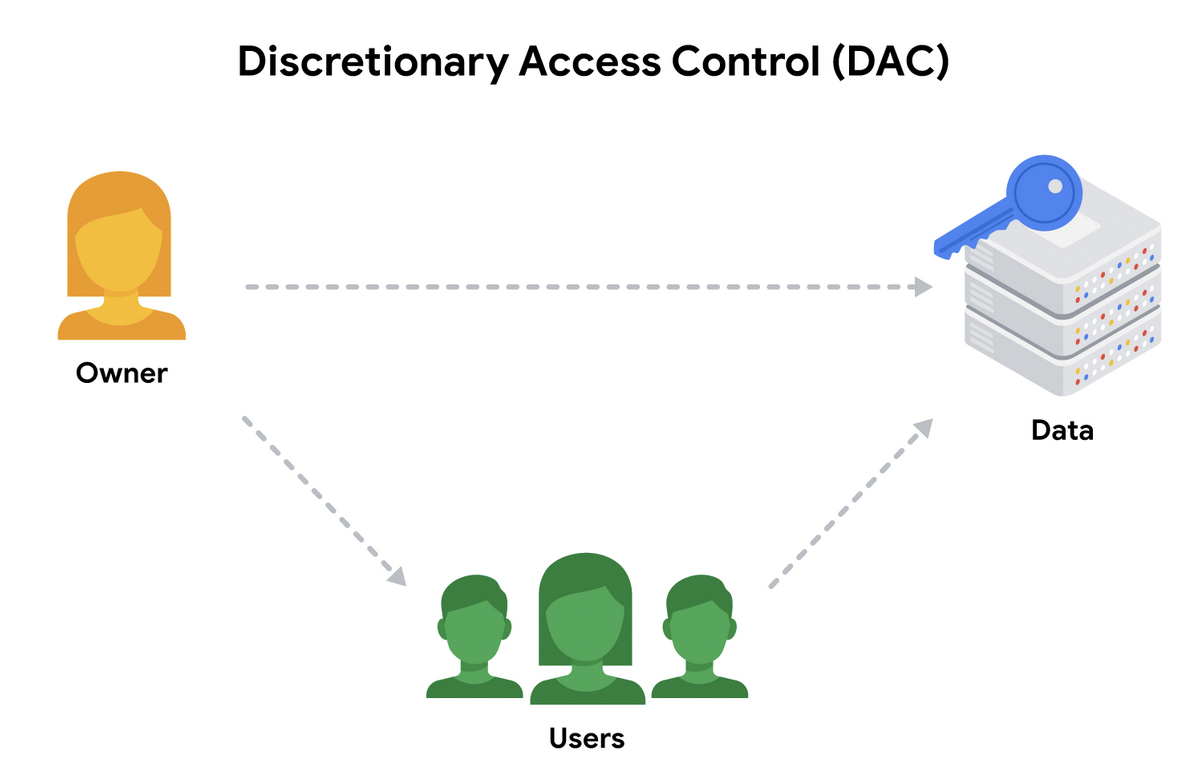 Discretionary Access Control (DAC)
Owner
Data
Users